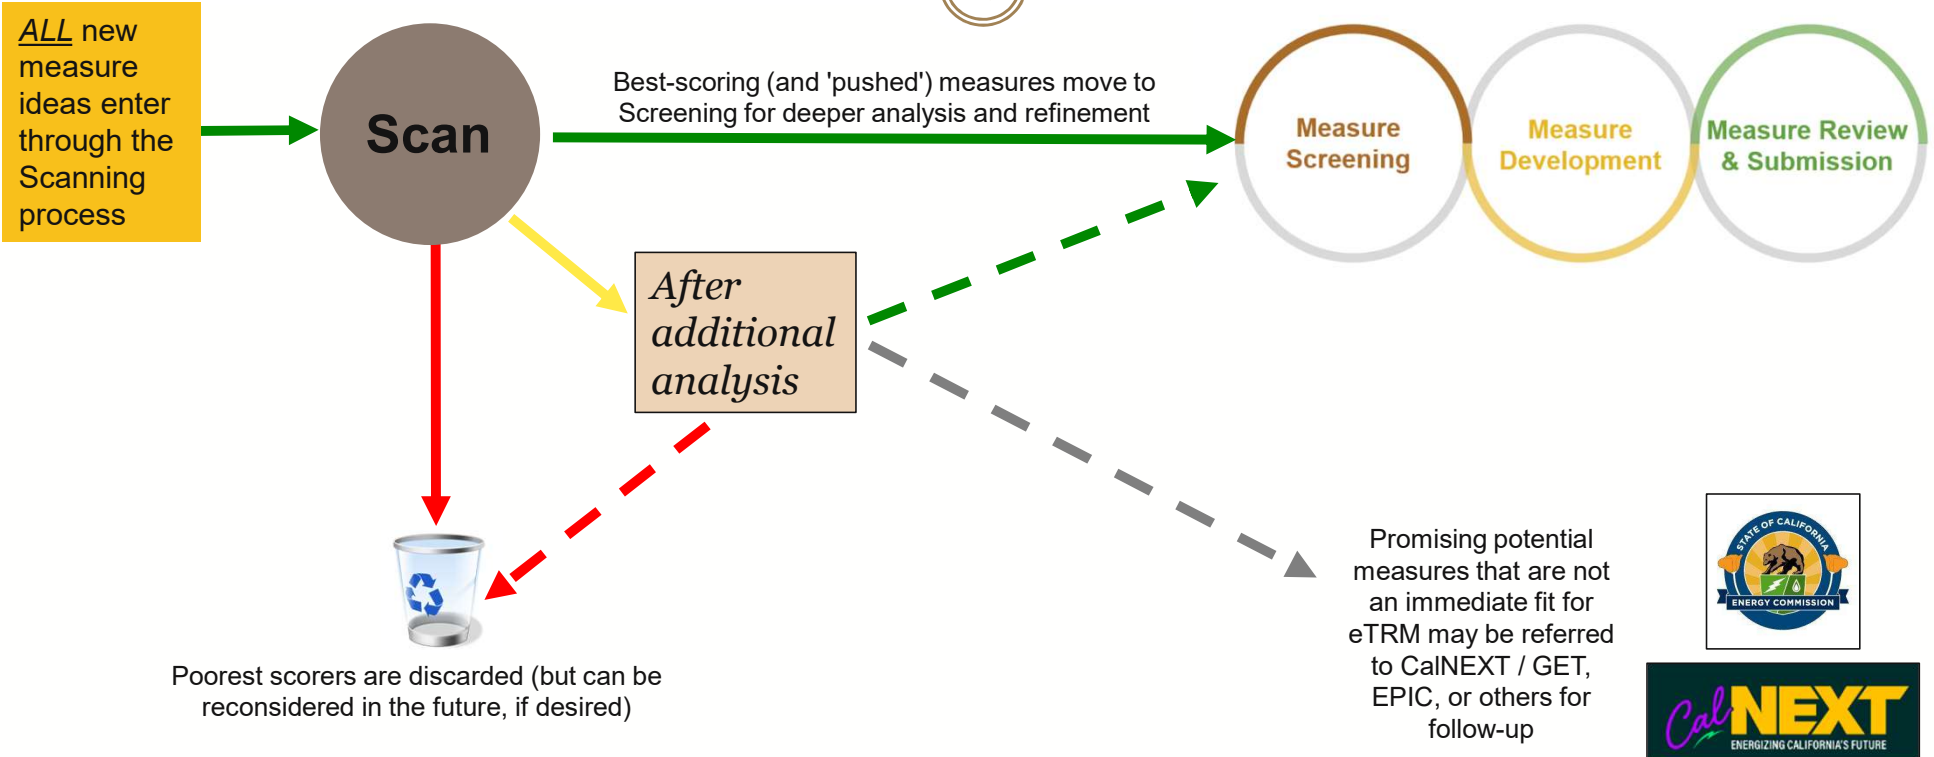 ALL new
measure
ideas enter
through the
Scanning
process
Scan
Best-scoring (and 'pushed') measures move to
Screening for deeper analysis and refinement
Measure
Screening
Measure
Development
Measure Review
& Submission
After
additional
analysis
Poorest scorers are discarded (but can be
reconsidered in the future, if desired)
Promising potential
measures that are not
an immediate fit for
eTRM may be referred
to CalNEXT / GET,
EPIC, or others for
follow-up
STATE OF CALIFORNIA
ENERGY COMMISSION
CalNEXT
ENERGIZING CALIFORNIA'S FUTURE